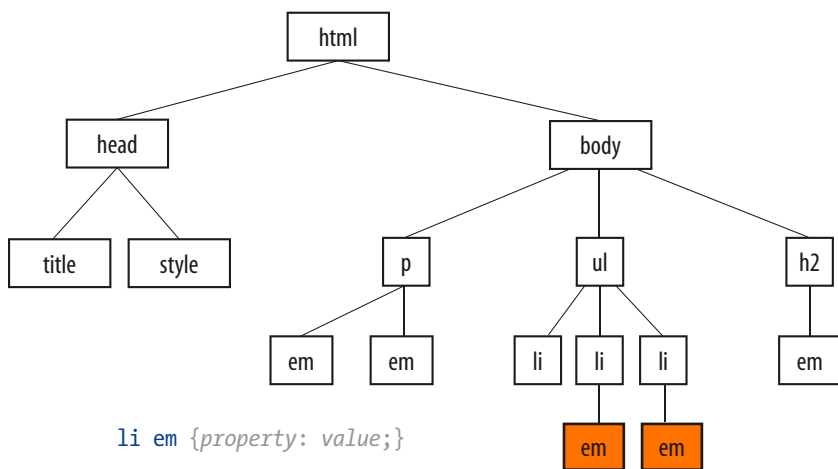 html
head body
title style p ul h2
em em li li li em
li em {property: value;} em em